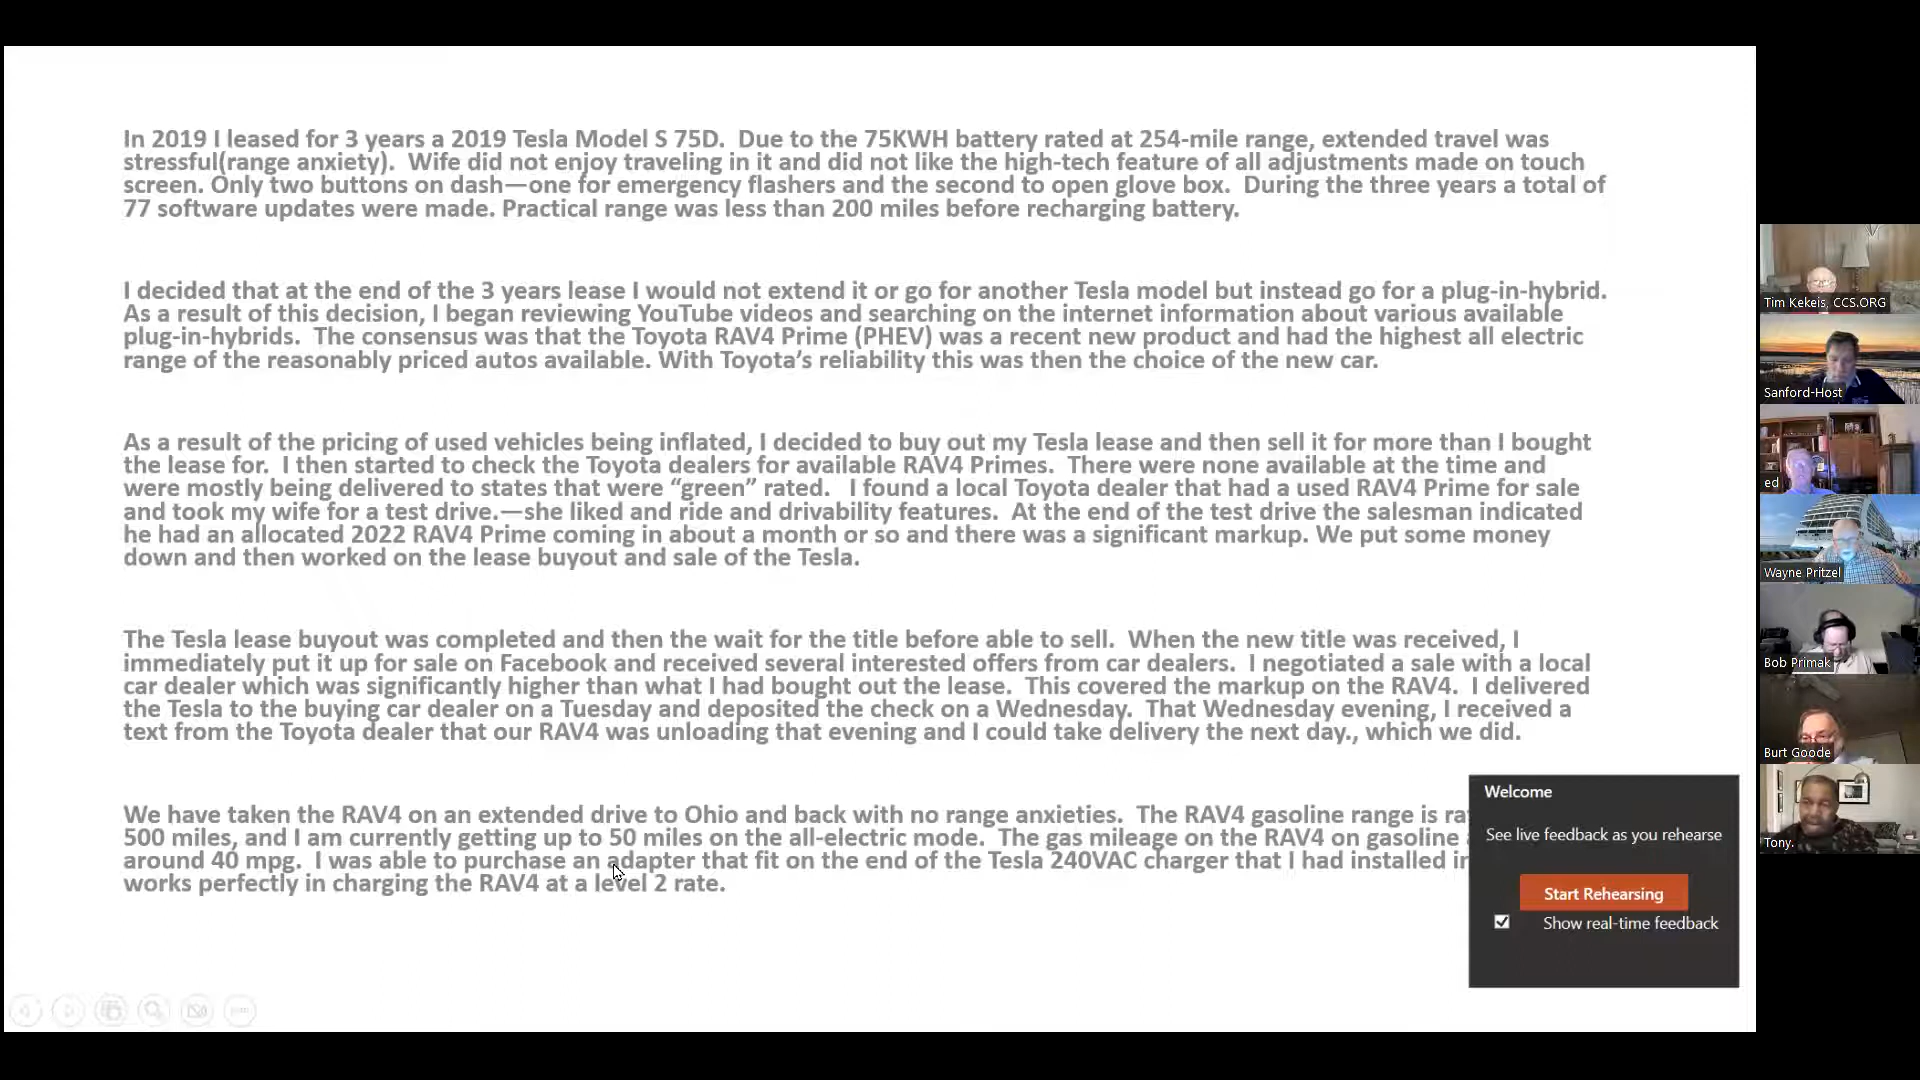 In 2019 I leased for 3 years a 2019 Tesla Model S 75D.  Due to the 75KWH battery rated at 254-mile range, extended travel was
stressful(range anxiety).  Wife did not enjoy traveling in it and did not like the high-tech feature of all adjustments made on touch
screen. Only two buttons on dash—one for emergency flashers and the second to open glove box.  During the three years a total of
77 software updates were made. Practical range was less than 200 miles before recharging battery.
I decided that at the end of the 3 years lease I would not extend it or go for another Tesla model but instead go for a plug-in-hybrid.
As a result of this decision, I began reviewing YouTube videos and searching on the internet information about various available
plug-in-hybrids.  The consensus was that the Toyota RAV4 Prime (PHEV) was a recent new product and had the highest all electric
range of the reasonably priced autos available. With Toyota’s reliability this was then the choice of the new car.
As a result of the pricing of used vehicles being inflated, I decided to buy out my Tesla lease and then sell it for more than I bought
the lease for.  I then started to check the Toyota dealers for available RAV4 Primes.  There were none available at the time and
were mostly being delivered to states that were “green” rated.   I found a local Toyota dealer that had a used RAV4 Prime for sale
and took my wife for a test drive.—she liked and ride and drivability features.  At the end of the test drive the salesman indicated
he had an allocated 2022 RAV4 Prime coming in about a month or so and there was a significant markup. We put some money
down and then worked on the lease buyout and sale of the Tesla.
The Tesla lease buyout was completed and then the wait for the title before able to sell.  When the new title was received, I
immediately put it up for sale on Facebook and received several interested offers from car dealers.  I negotiated a sale with a local
car dealer which was significantly higher than what I had bought out the lease.  This covered the markup on the RAV4.  I delivered
the Tesla to the buying car dealer on a Tuesday and deposited the check on a Wednesday.  That Wednesday evening, I received a
text from the Toyota dealer that our RAV4 was unloading that evening and I could take delivery the next day., which we did.
We have taken the RAV4 on an extended drive to Ohio and back with no range anxieties.  The RAV4 gasoline range is
500 miles, and I am currently getting up to 50 miles on the all-electric mode.  The gas mileage on the RAV4 on gasoline
around 40 mpg.  I was able to purchase an adapter that fit on the end of the Tesla 240VAC charger that I had installed
works perfectly in charging the RAV4 at a level 2 rate.
Welcome
See live feedback as you rehearse
Start Rehearsing
Show real-time feedback
Tim Kekeis, CCS.ORG
Sanford-Host
ed
Wayne Pritzel
Bob Primak
Burt Goode
Tony.